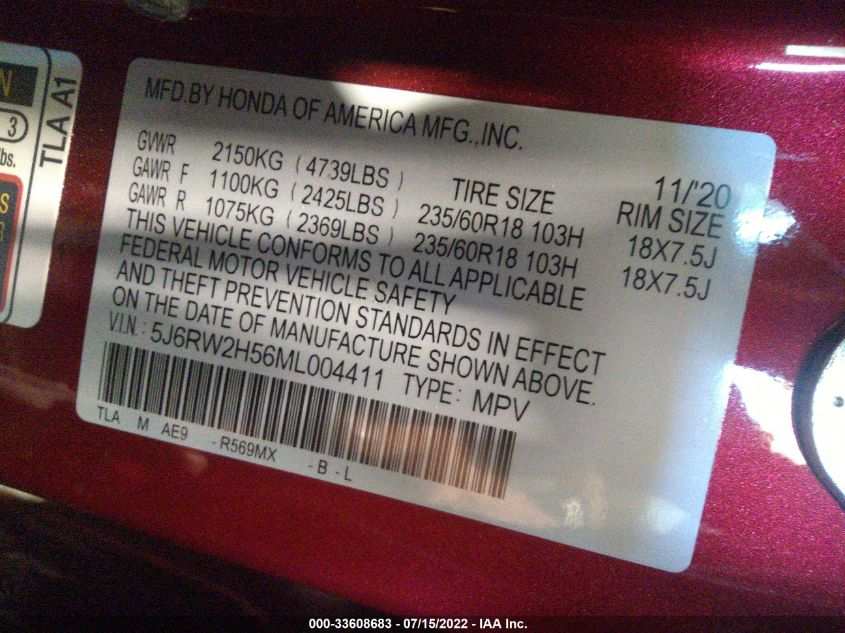 N
3
lbs.
TLA A1
S
R
MFD.BY HONDA OF AMERICA MFG.,INC.
11/'20
GVWR 2150KG (4739LBS) TIRE SIZE RIM SIZE
GAWR F 1100KG (2425LBS) 235/60R18 103H 18X7.5J
GAWR R 1075KG (2369LBS) 235/60R18 103H 18X7.5J
THIS VEHICLE CONFORMS TO ALL APPLICABLE
FEDERAL MOTOR VEHICLE SAFETY
AND THEFT PREVENTION STANDARDS IN EFFECT
ON THE DATE OF MANUFACTURE SHOWN ABOVE.
V.I.N.: 5J6RW2H56ML004411 TYPE: MPV
TLA M AE9 -R569MX -B-L
000-33608683 - 07/15/2022 - IAA Inc.